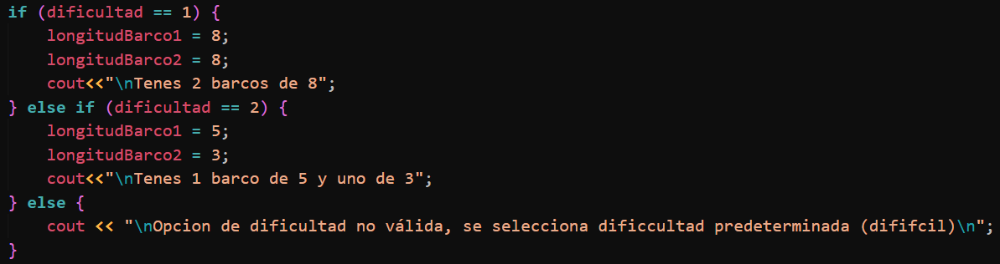 if (dificultad == 1) {
    longitudBarco1 = 8;
    longitudBarco2 = 8;
    cout<<"\nTenes 2 barcos de 8";
} else if (dificultad == 2) {
    longitudBarco1 = 5;
    longitudBarco2 = 3;
    cout<<"\nTenes 1 barco de 5 y uno de 3";
} else {
    cout << "\nOpcion de dificultad no válida, se selecciona dificcultad predeterminada (dififcil)\n";
}